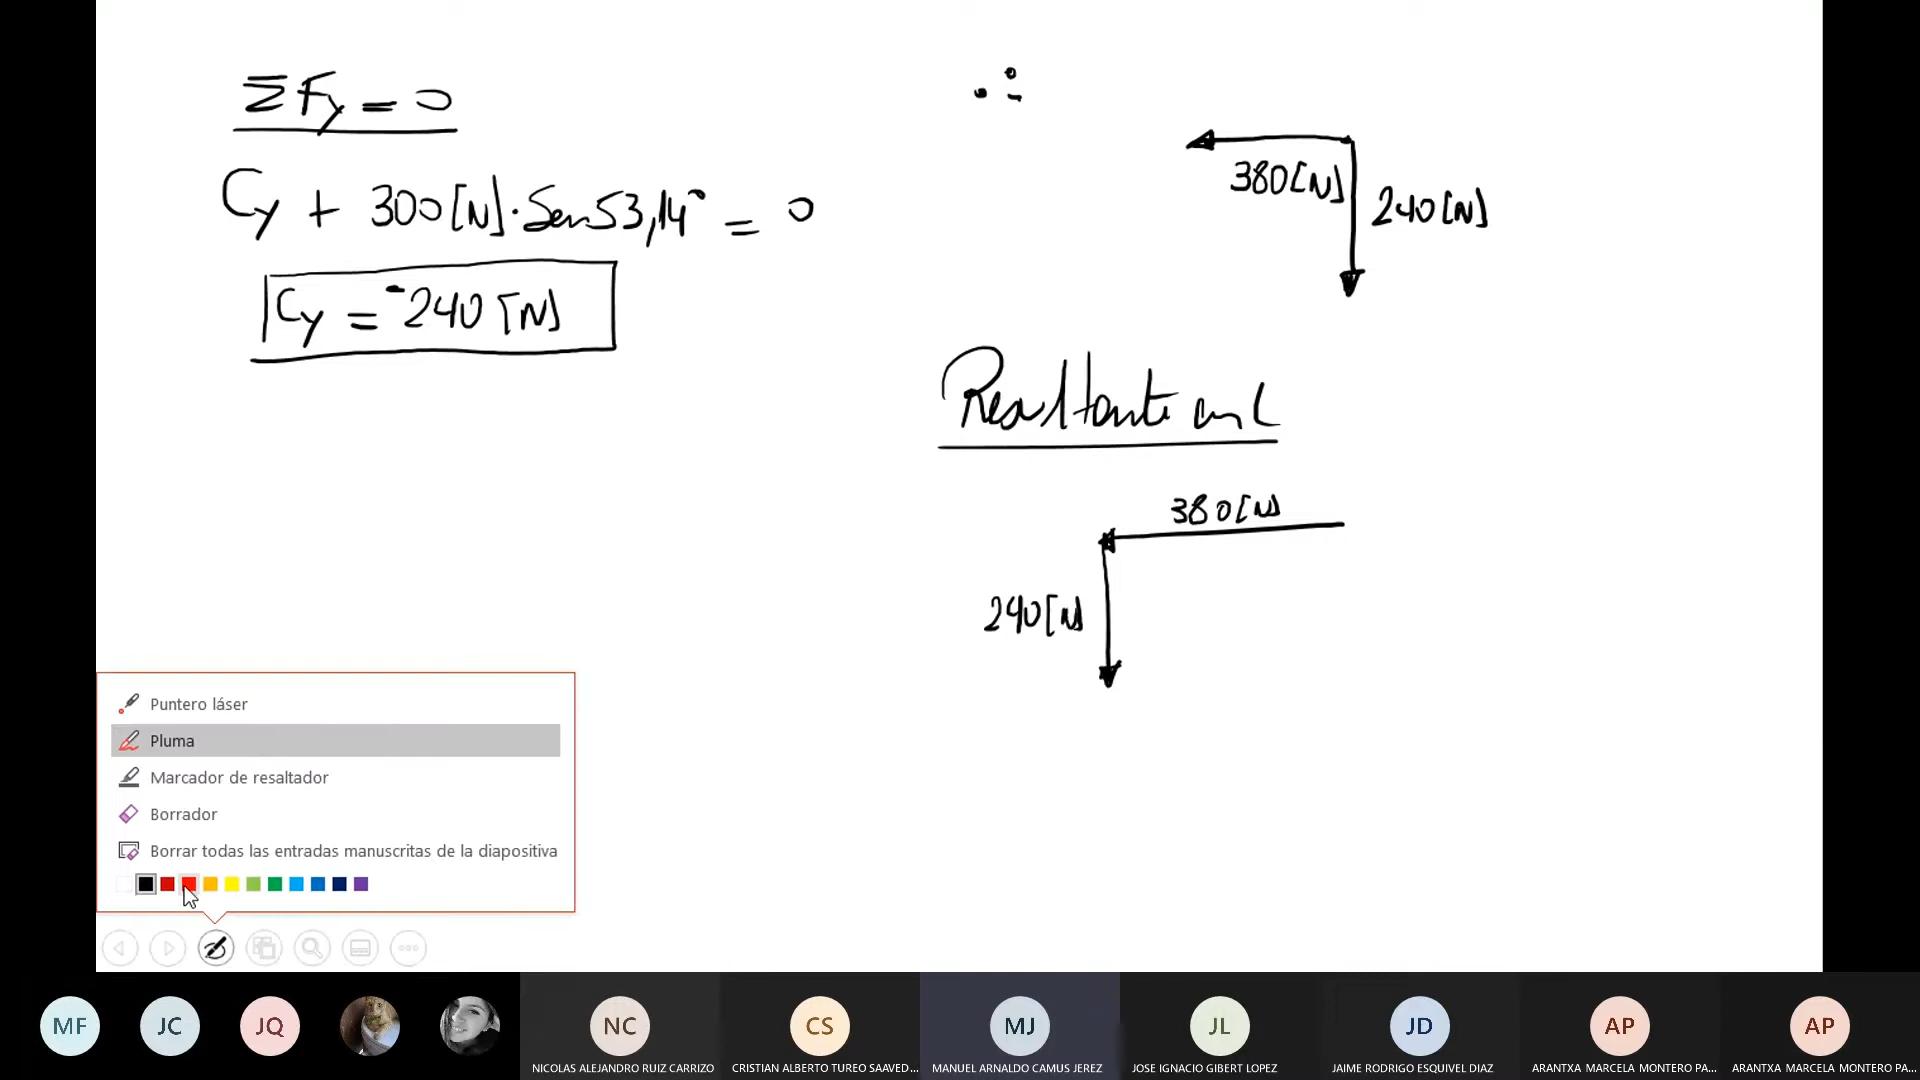 ΣFy = 0
Cy + 300[N]·Sen53,14° = 0
Cy = -240 [N]
∴
380[N]
240[N]
Resultante en C
380[N]
240[N]
Puntero láser
Pluma
Marcador de resaltador
Borrador
Borrar todas las entradas manuscritas de la diapositiva
MF
JC
JQ
NC
CS
MJ
JL
JD
AP
AP
NICOLAS ALEJANDRO RUIZ CARRIZO
CRISTIAN ALBERTO TUREO SAAVED...
MANUEL ARNALDO CAMUS JEREZ
JOSE IGNACIO GIBERT LOPEZ
JAIME RODRIGO ESQUIVEL DIAZ
ARANTXA MARCELA MONTERO PA...
ARANTXA MARCELA MONTERO PA...